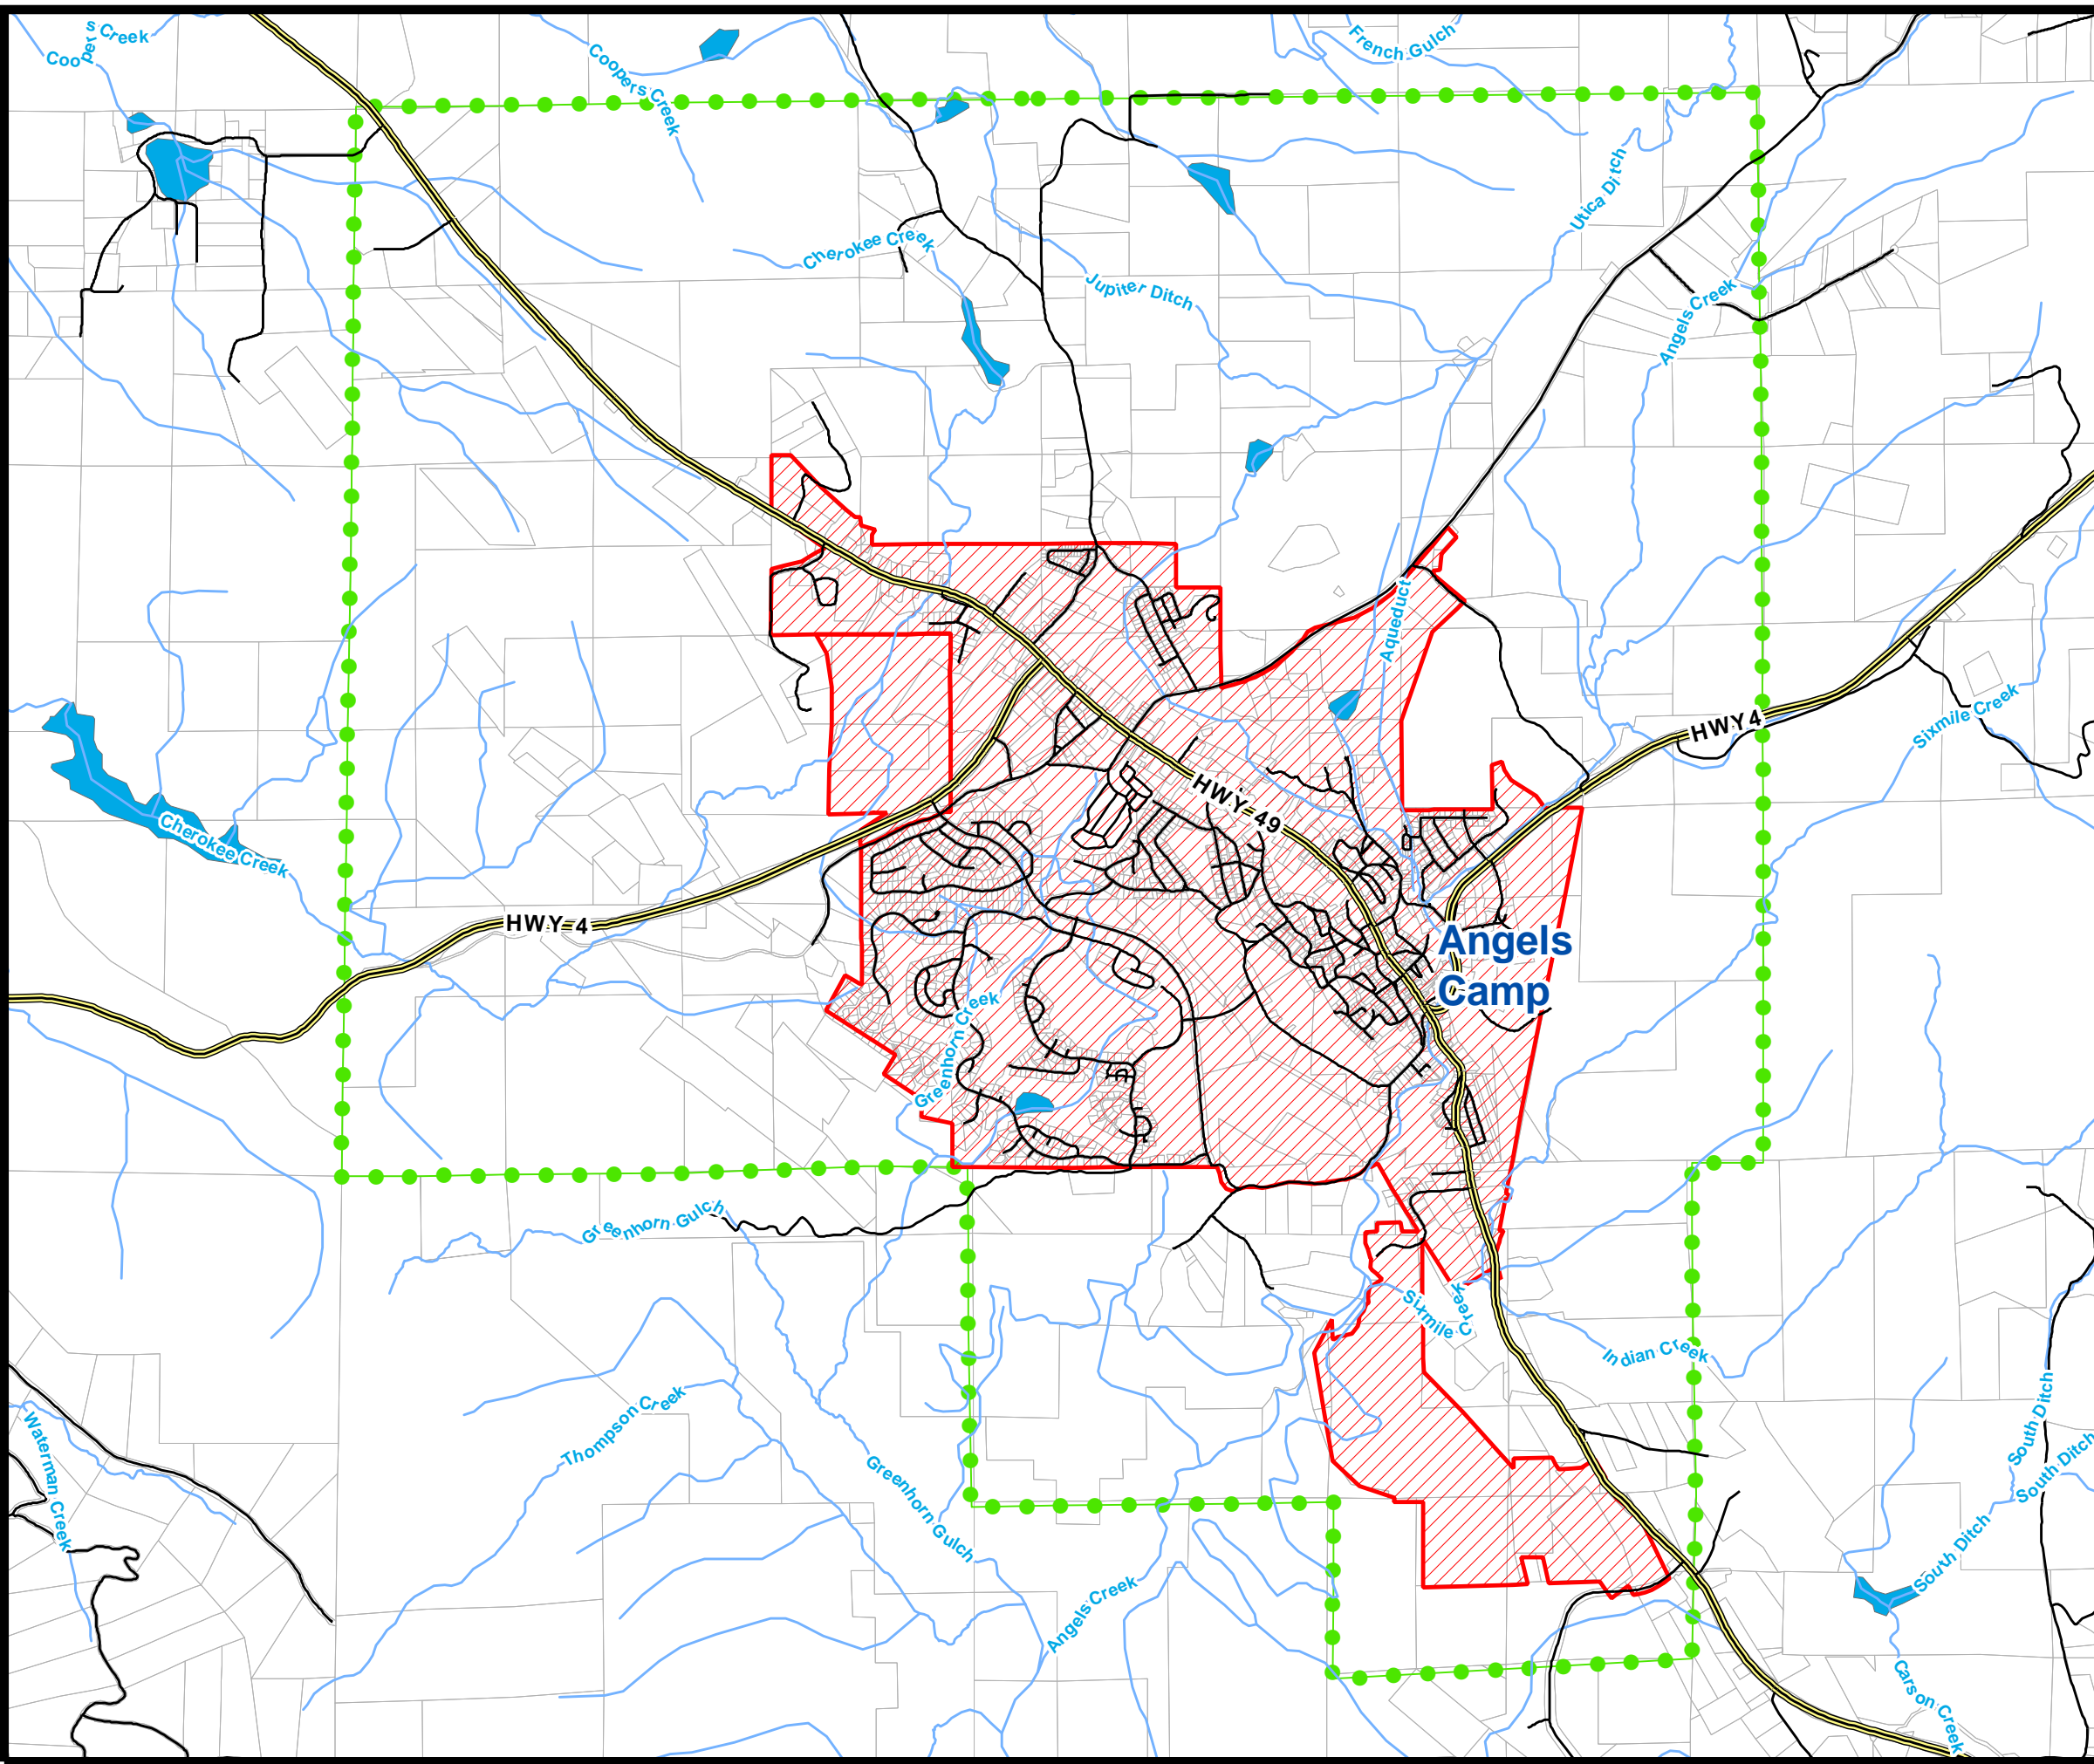 Coopers Creek
Coopers Creek
French Gulch
Utica Ditch
Cherokee Creek
Jupiter Ditch
Angels Creek
Aqueduct
Sixmile Creek
HWY 4
HWY 49
Cherokee Creek
HWY 4
Angels
Camp
Greenhorn Creek
Greenhorn Gulch
Sixmile Creek
Indian Creek
Thompson Creek
Waterman Creek
Greenhorn Gulch
South Ditch
South Ditch
South Ditch
Angels Creek
Carson Creek